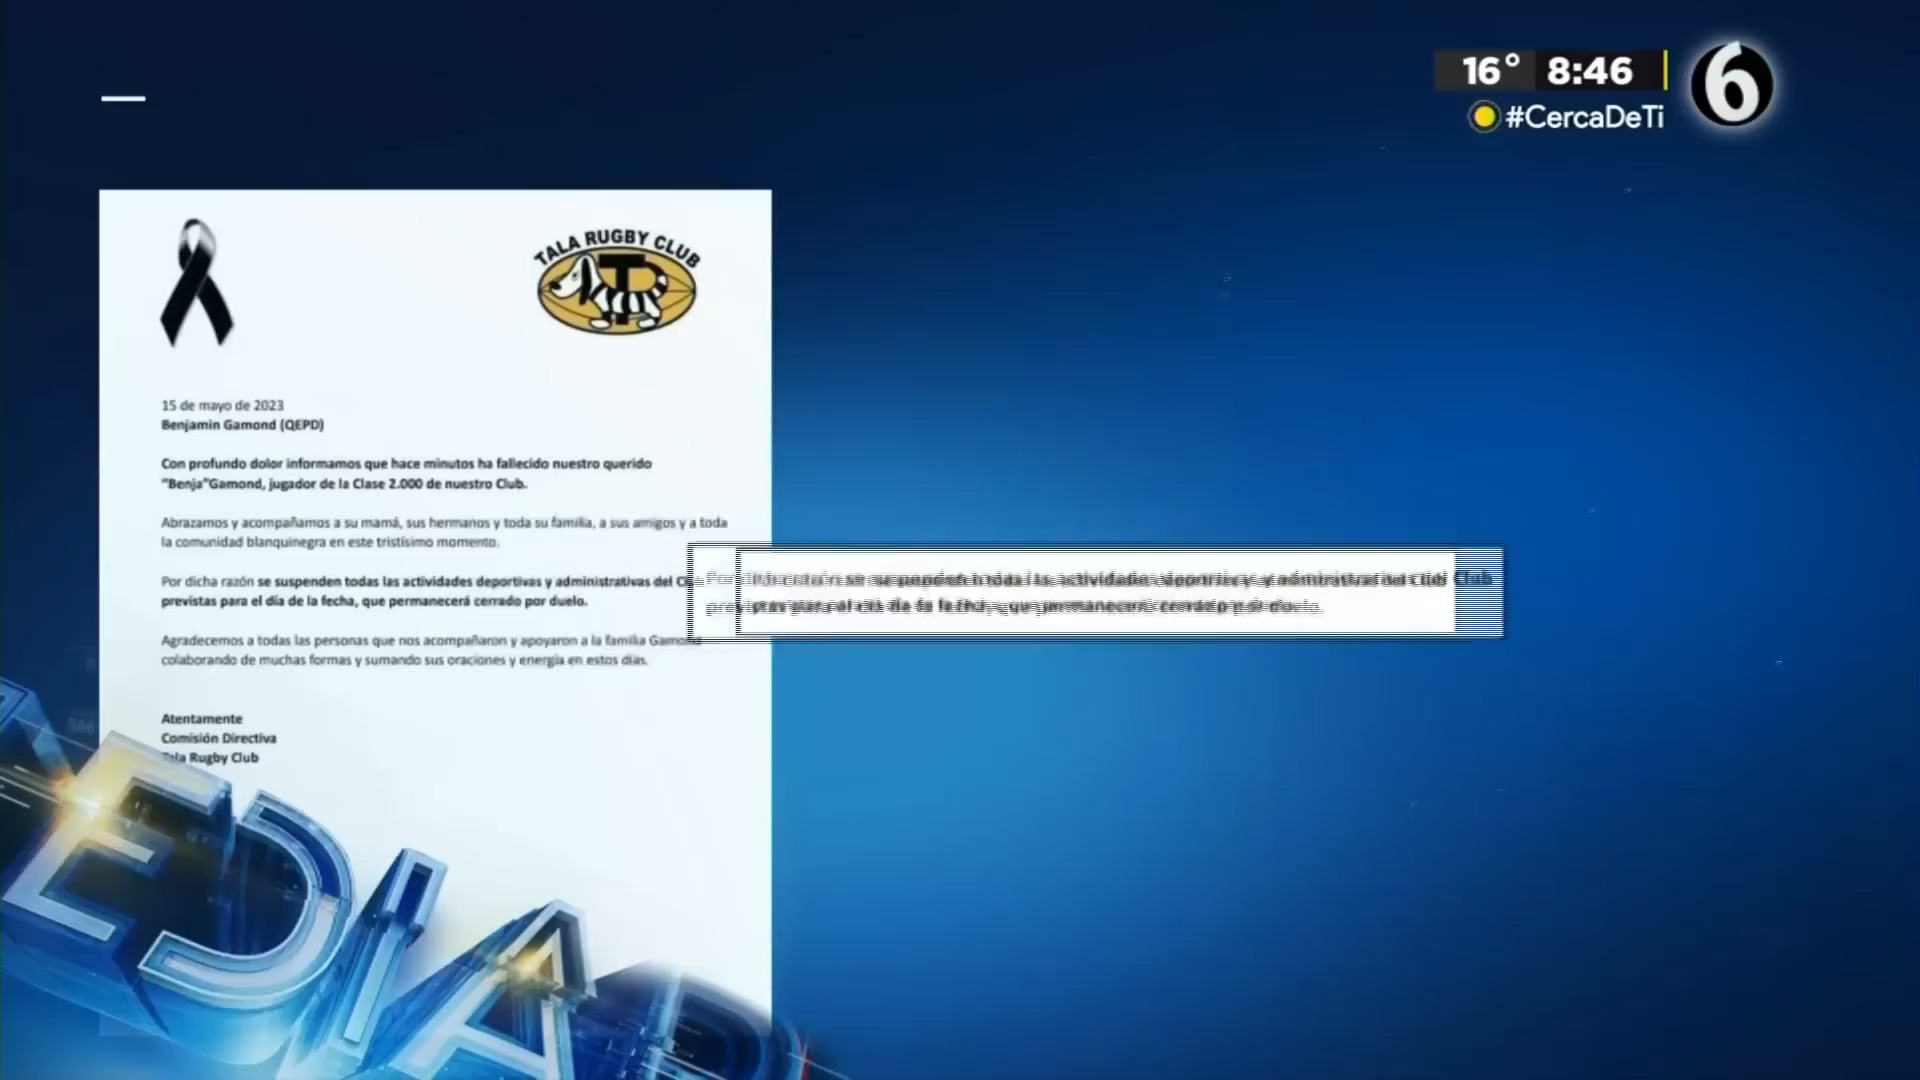 16° 8:46
#CercaDeTi
6
TALA RUGBY CLUB
15 de mayo de 2023
Benjamin Gamond (QEPD)
Con profundo dolor informamos que hace minutos ha fallecido nuestro querido
"Benja"Gamond, jugador de la Clase 2.000 de nuestro Club.
Abrazamos y acompañamos a su mamá, sus hermanos y toda su familia, a sus amigos y a toda
la comunidad blanquinegra en este tristísimo momento.
Por dicha razón se suspenden todas las actividades deportivas y administrativas del
previstas para el día de la fecha, que permanecerá cerrado por duelo.
Agradecemos a todas las personas que nos acompañaron y apoyaron a la familia Gamond
colaborando de muchas formas y sumando sus oraciones y energía en estos días.
Atentamente
Comisión Directiva
Tala Rugby Club